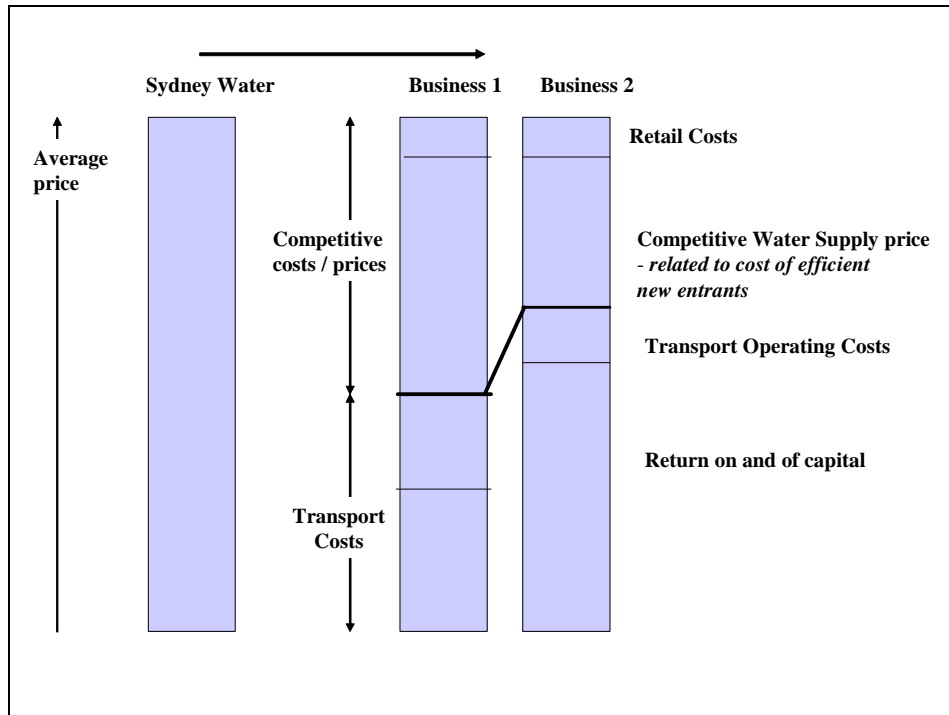 Sydney Water
Business 1
Business 2
Average
price
Retail Costs
Competitive
costs / prices
Competitive Water Supply price
- related to cost of efficient
new entrants
Transport Operating Costs
Return on and of capital
Transport
Costs